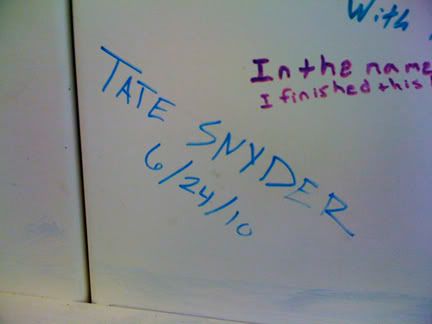 With
In the name
I finished this
TATE SNYDER
6/24/10